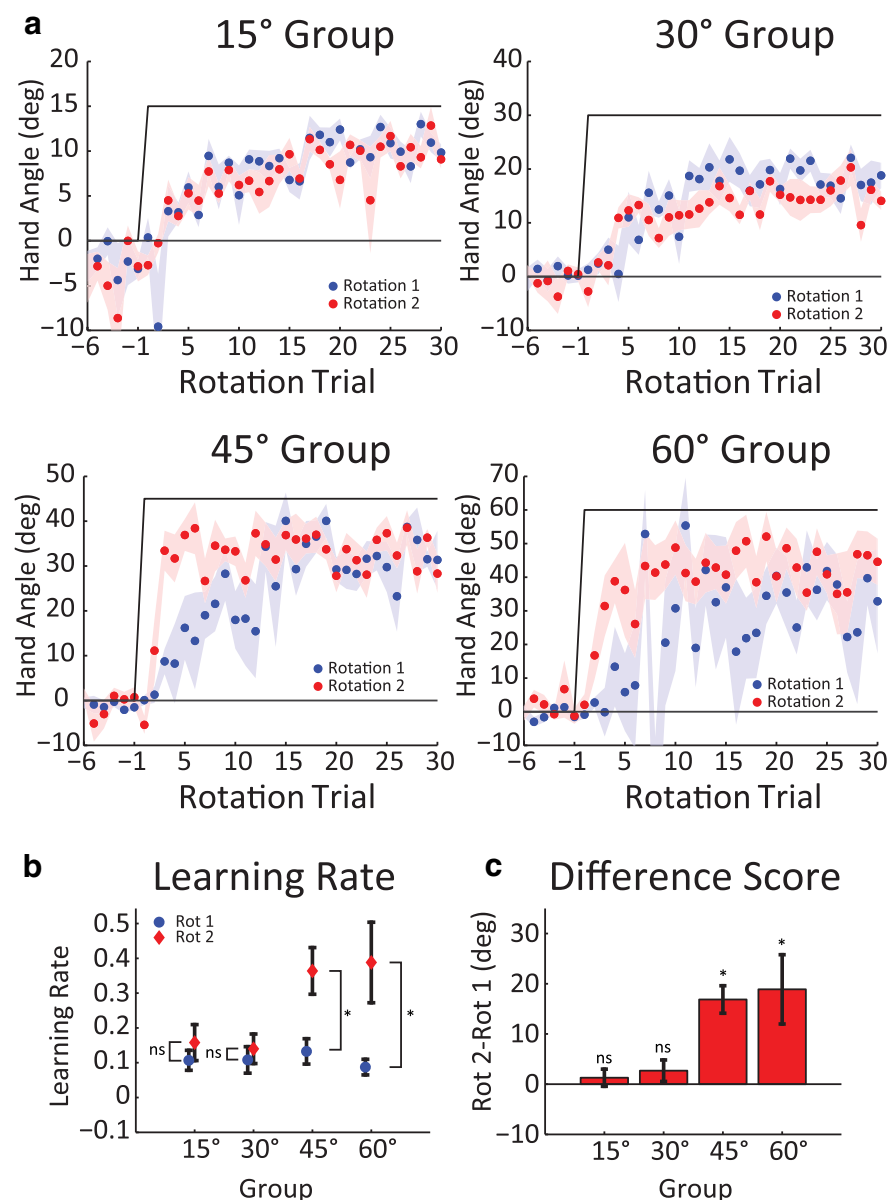 a
15° Group
20
15
10
5
0
−5
−10
Hand Angle (deg)
Rotation 1
Rotation 2
−6 −1 5 10 15 20 25 30
Rotation Trial
30° Group
40
30
20
10
0
−10
Hand Angle (deg)
Rotation 1
Rotation 2
−6 −1 5 10 15 20 25 30
Rotation Trial
45° Group
50
40
30
20
10
0
−10
Hand Angle (deg)
Rotation 1
Rotation 2
−6 −1 5 10 15 20 25 30
Rotation Trial
60° Group
70
60
50
40
30
20
10
0
−10
Hand Angle (deg)
Rotation 1
Rotation 2
−6 −1 5 10 15 20 25 30
Rotation Trial
b
Learning Rate
Rot 1
Rot 2
0.5
0.4
0.3
0.2
0.1
0
−0.1
Learning Rate
ns
ns
*
*
15° 30° 45° 60°
Group
c
Difference Score
30
20
10
0
−10
Rot 2-Rot 1 (deg)
ns
ns
*
*
15° 30° 45° 60°
Group